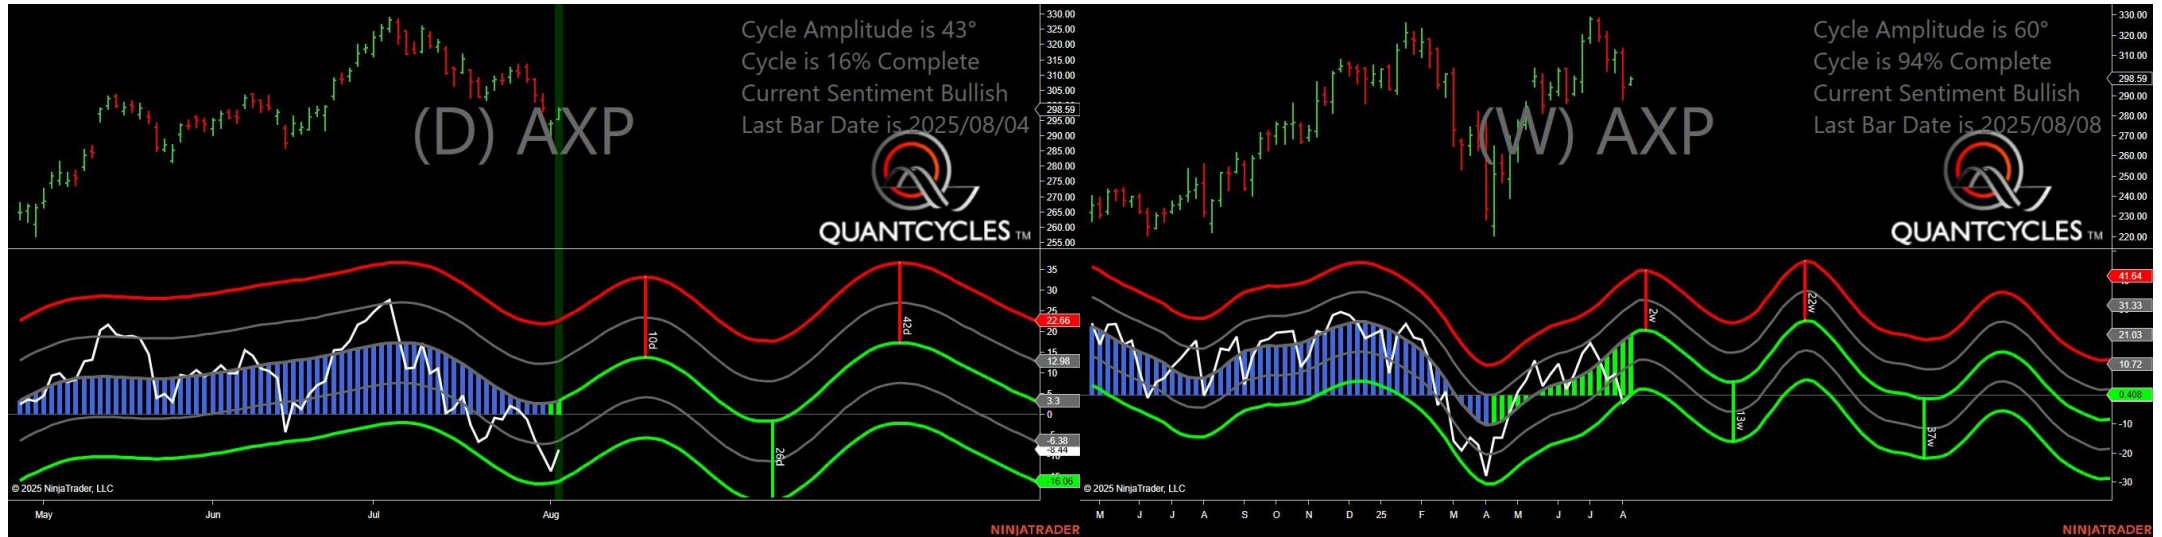 Cycle Amplitude is 43°
Cycle is 16% Complete
Current Sentiment Bullish
Last Bar Date is 2025/08/04
(D) AXP
QUANTCYCLES TM
330.00
325.00
320.00
315.00
310.00
305.00
298.59
295.00
290.00
285.00
280.00
275.00
270.00
265.00
260.00
255.00
35
30
22.66
20
15
12.98
10
3.3
0
-6.38
-8.44
-16.06
10d
26d
42d
© 2025 NinjaTrader, LLC
May Jun Jul Aug
NINJATRADER
Cycle Amplitude is 60°
Cycle is 94% Complete
Current Sentiment Bullish
Last Bar Date is 2025/08/08
(W) AXP
QUANTCYCLES TM
330.00
320.00
310.00
298.59
290.00
280.00
270.00
260.00
250.00
240.00
230.00
220.00
41.64
31.33
21.03
10.72
0.408
-10
-20
-30
2w
13w
22w
37w
© 2025 NinjaTrader, LLC
M J J A S O N D 25 F M A M J J A
NINJATRADER